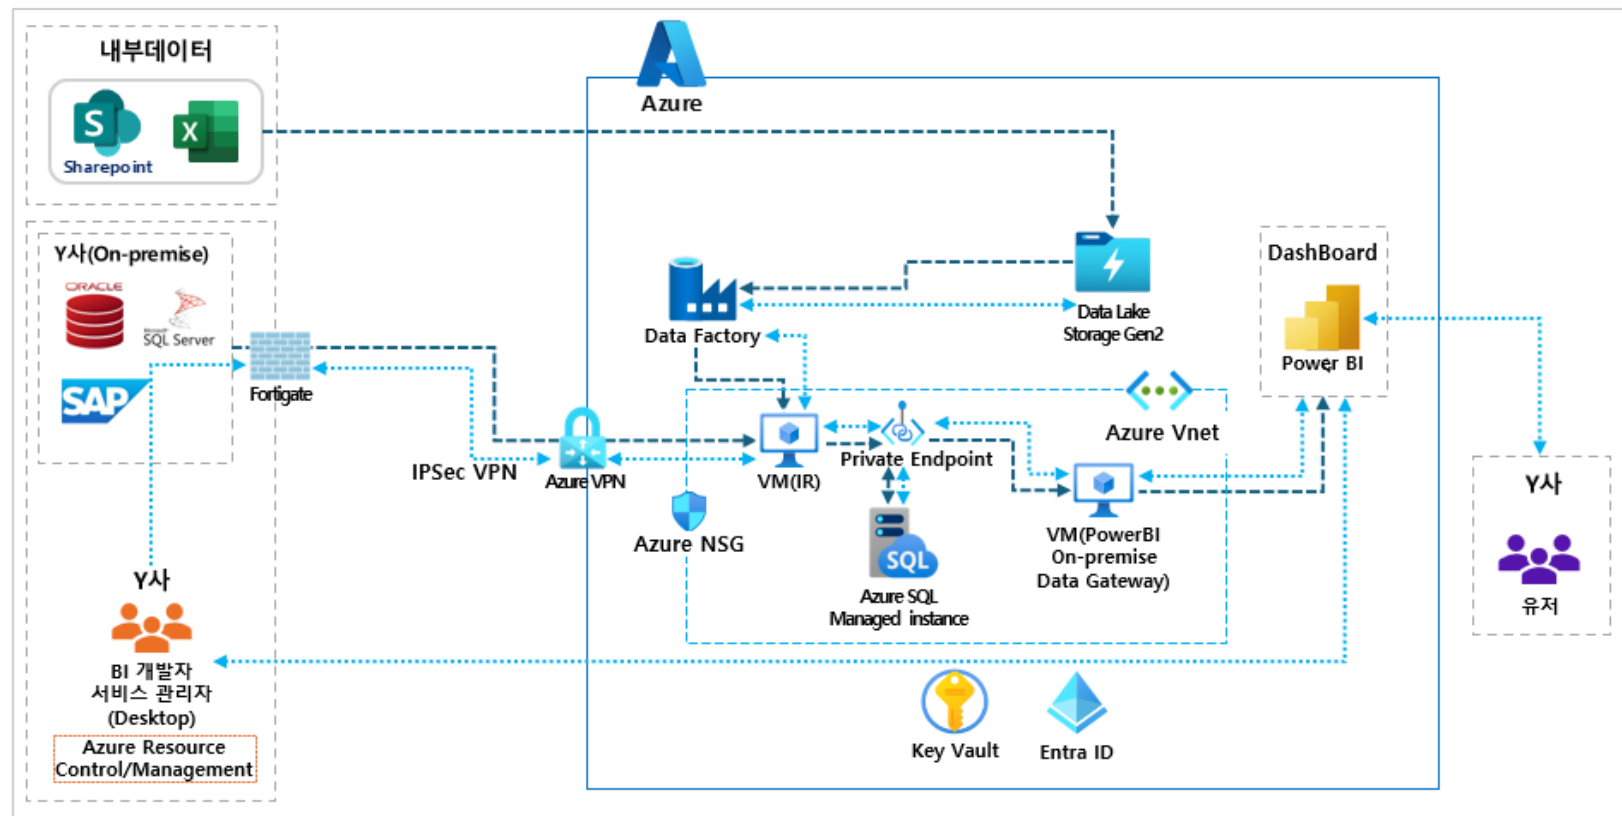 내부데이터
S
Sharepoint
X
Azure
Y사(On-premise)
ORACLE
Microsoft
SQL Server
SAP
Fortigate
IPSec VPN
Azure VPN
Data Factory
Data Lake
Storage Gen2
DashBoard
Power BI
Azure Vnet
VM(IR)
Private Endpoint
Azure NSG
SQL
Azure SQL
Managed instance
VM(PowerBI
On-premise
Data Gateway)
Y사
유저
Y사
BI 개발자
서비스 관리자
(Desktop)
Azure Resource
Control/Management
Key Vault
Entra ID